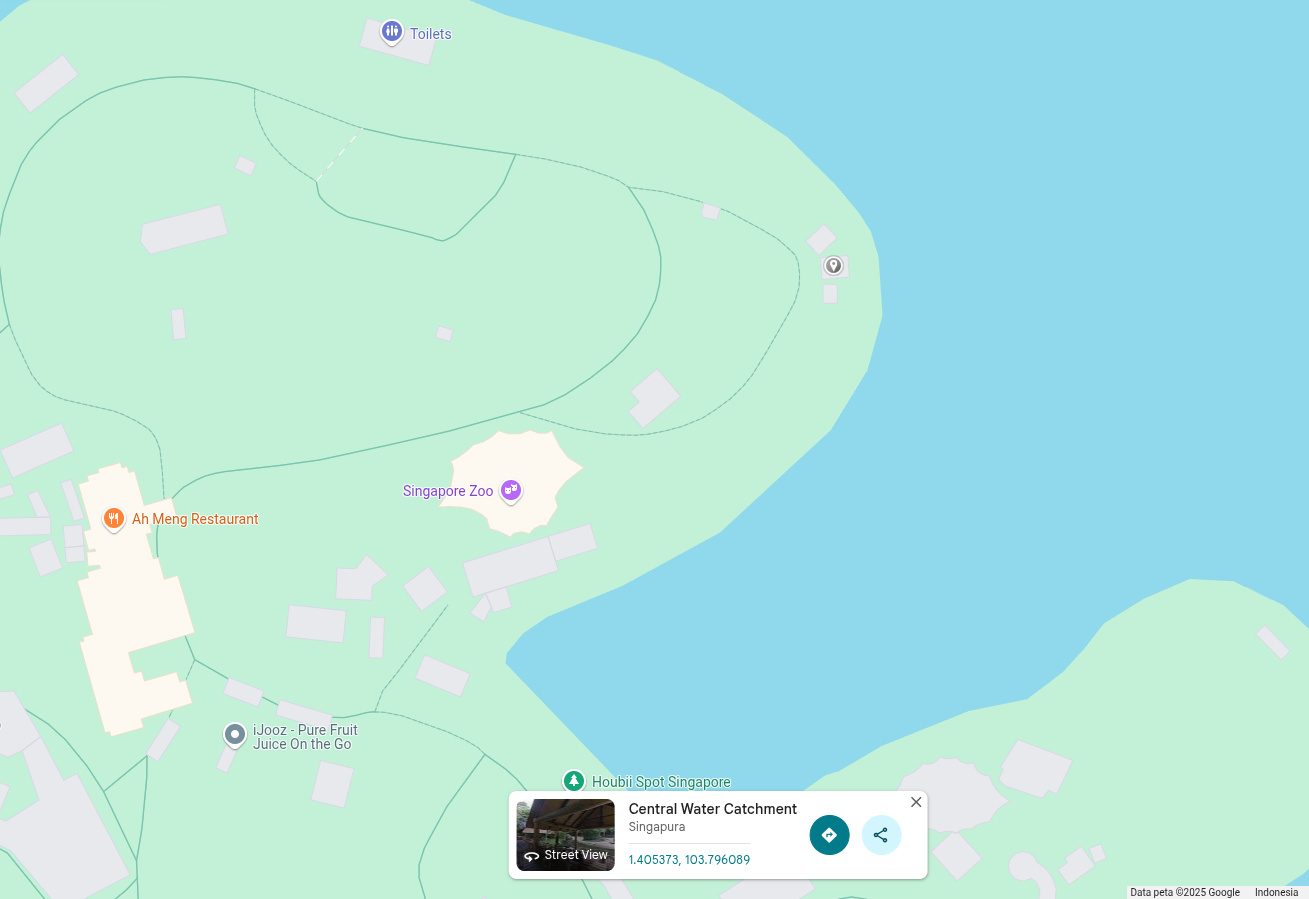 Toilets
Singapore Zoo
Ah Meng Restaurant
iJooz - Pure Fruit
Juice On the Go
Houbii Spot Singapore
Central Water Catchment
Singapura
Street View
1.405373, 103.796089
Data peta ©2025 Google
Indonesia